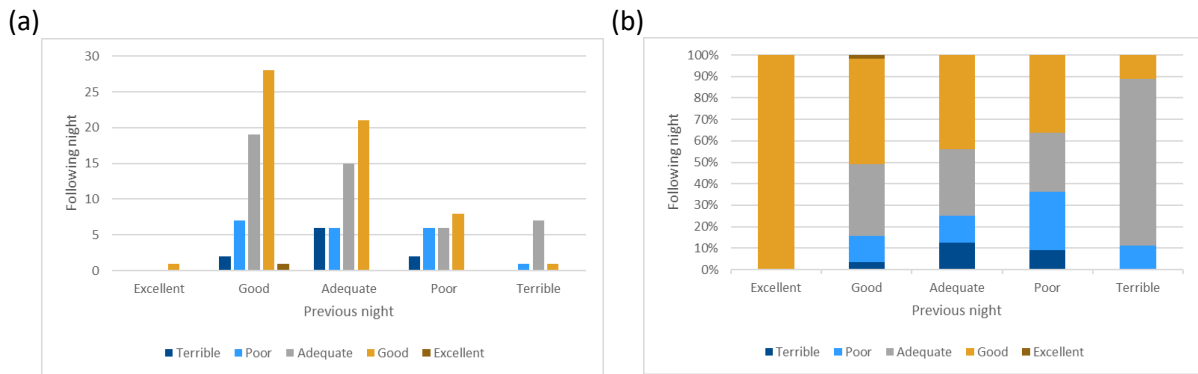 (a)
30
25
20
15
10
5
0
Following night
Excellent Good Adequate Poor Terrible
Previous night
Terrible Poor Adequate Good Excellent
(b)
100%
90%
80%
70%
60%
50%
40%
30%
20%
10%
0%
Following night
Excellent Good Adequate Poor Terrible
Previous night
Terrible Poor Adequate Good Excellent